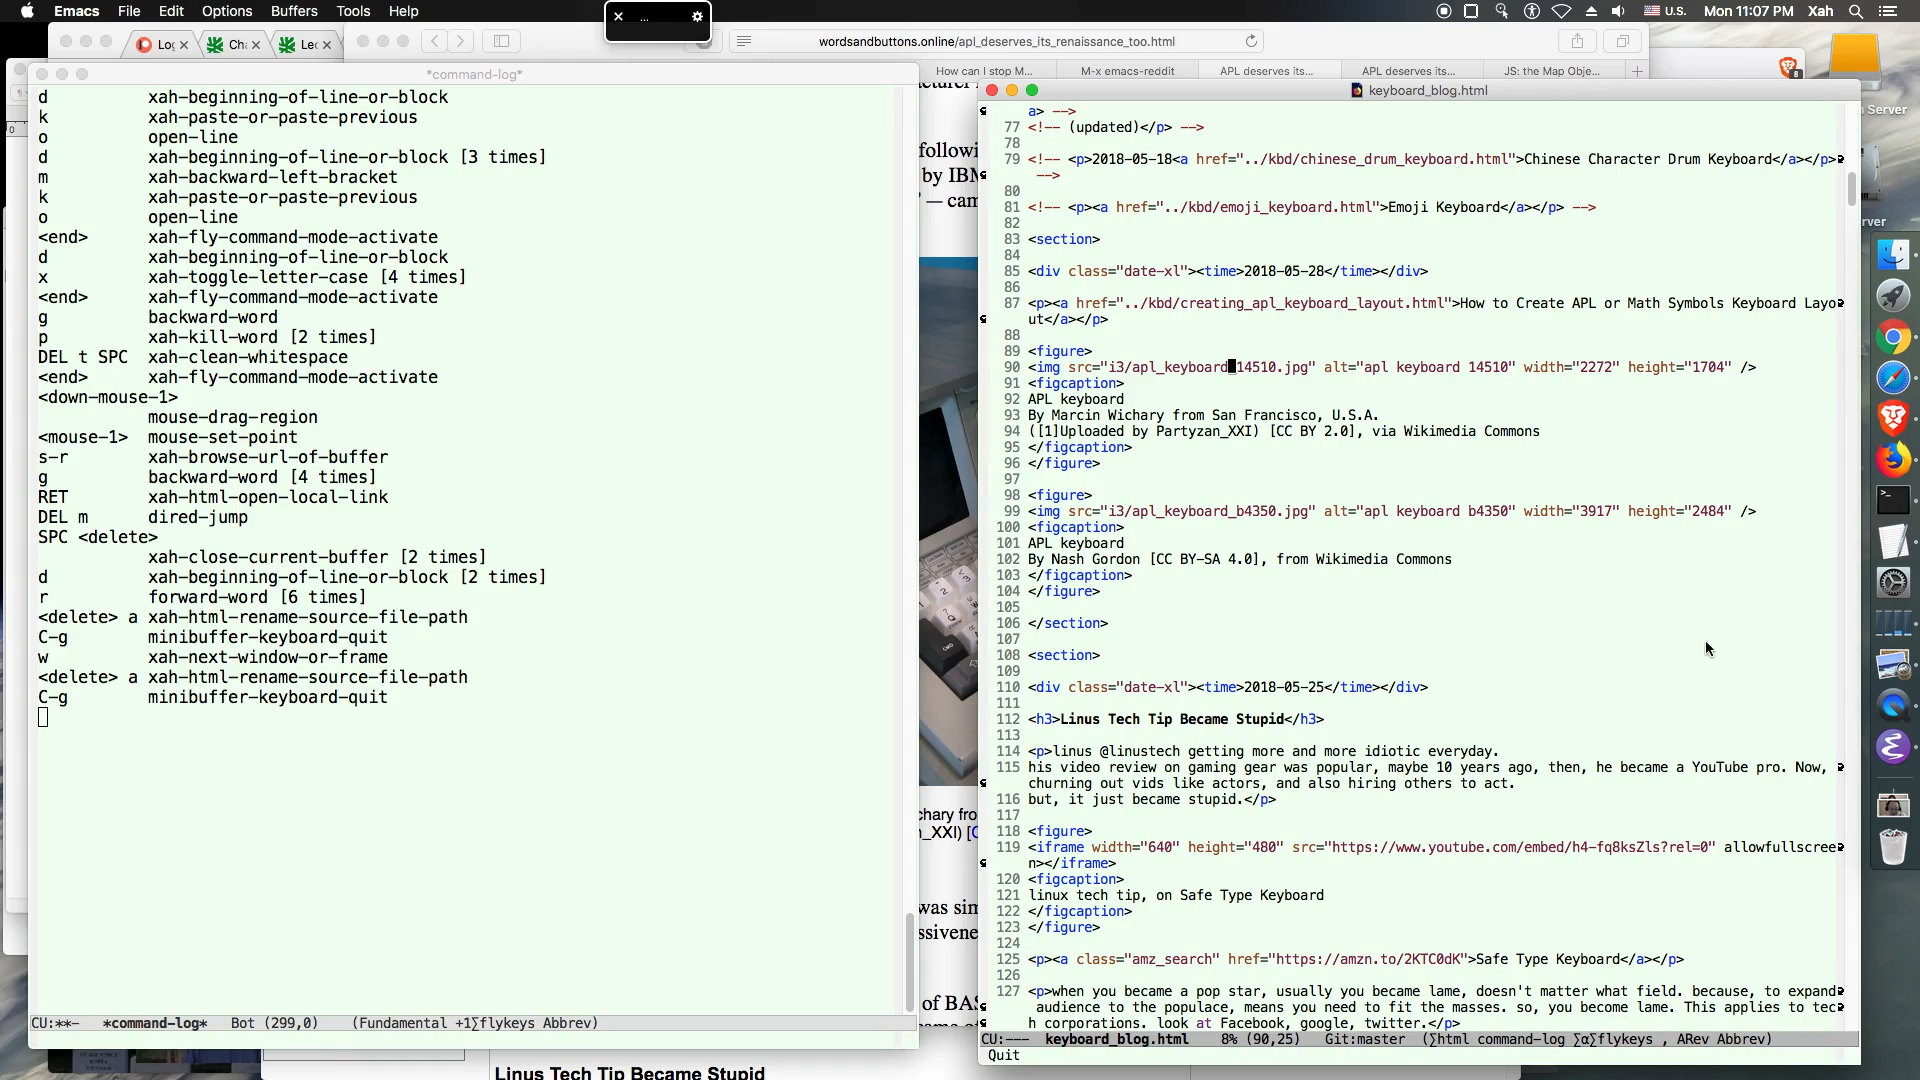 Emacs File Edit Options Buffers Tools Help
U.S. Mon 11:07 PM Xah
wordsandbuttons.online/apl_deserves_its_renaissance_too.html
How can I stop M... M-x emacs-reddit APL deserves its... APL deserves its... JS: the Map Obje...
*command-log*
d xah-beginning-of-line-or-block
k xah-paste-or-paste-previous
o open-line
d xah-beginning-of-line-or-block [3 times]
m xah-backward-left-bracket
k xah-paste-or-paste-previous
o open-line
<end> xah-fly-command-mode-activate
d xah-beginning-of-line-or-block
x xah-toggle-letter-case [4 times]
<end> xah-fly-command-mode-activate
g backward-word
p xah-kill-word [2 times]
DEL t SPC xah-clean-whitespace
<end> xah-fly-command-mode-activate
<down-mouse-1>
mouse-drag-region
<mouse-1> mouse-set-point
s-r xah-browse-url-of-buffer
g backward-word [4 times]
RET xah-html-open-local-link
DEL m dired-jump
SPC <delete>
xah-close-current-buffer [2 times]
d xah-beginning-of-line-or-block [2 times]
r forward-word [6 times]
<delete> a xah-html-rename-source-file-path
C-g minibuffer-keyboard-quit
w xah-next-window-or-frame
<delete> a xah-html-rename-source-file-path
C-g minibuffer-keyboard-quit
CU:**- *command-log* Bot (299,0) (Fundamental +1∑flykeys Abbrev)
followi
by IBM
— cam
chary fro
n_XXI) [C
was sim
ssivene
of BAS
Linus Tech Tip Became Stupid
keyboard_blog.html
a> -->
77 <!-- (updated)</p> -->
78
79 <!-- <p>2018-05-18<a href="../kbd/chinese_drum_keyboard.html">Chinese Character Drum Keyboard</a></p>
-->
80
81 <!-- <p><a href="../kbd/emoji_keyboard.html">Emoji Keyboard</a></p> -->
82
83 <section>
84
85 <div class="date-xl"><time>2018-05-28</time></div>
86
87 <p><a href="../kbd/creating_apl_keyboard_layout.html">How to Create APL or Math Symbols Keyboard Layo
ut</a></p>
88
89 <figure>
90 <img src="i3/apl_keyboard_14510.jpg" alt="apl keyboard 14510" width="2272" height="1704" />
91 <figcaption>
92 APL keyboard
93 By Marcin Wichary from San Francisco, U.S.A.
94 ([1]Uploaded by Partyzan_XXI) [CC BY 2.0], via Wikimedia Commons
95 </figcaption>
96 </figure>
97
98 <figure>
99 <img src="i3/apl_keyboard_b4350.jpg" alt="apl keyboard b4350" width="3917" height="2484" />
100 <figcaption>
101 APL keyboard
102 By Nash Gordon [CC BY-SA 4.0], from Wikimedia Commons
103 </figcaption>
104 </figure>
105
106 </section>
107
108 <section>
109
110 <div class="date-xl"><time>2018-05-25</time></div>
111
112 <h3>Linus Tech Tip Became Stupid</h3>
113
114 <p>linus @linustech getting more and more idiotic everyday.
115 his video review on gaming gear was popular, maybe 10 years ago, then, he became a YouTube pro. Now,
churning out vids like actors, and also hiring others to act.
116 but, it just became stupid.</p>
117
118 <figure>
119 <iframe width="640" height="480" src="https://www.youtube.com/embed/h4-fq8ksZls?rel=0" allowfullscree
n></iframe>
120 <figcaption>
121 linux tech tip, on Safe Type Keyboard
122 </figcaption>
123 </figure>
124
125 <p><a class="amz_search" href="https://amzn.to/2KTC0dK">Safe Type Keyboard</a></p>
126
127 <p>when you became a pop star, usually you became lame, doesn't matter what field. because, to expand
audience to the populace, means you need to fit the masses. so, you become lame. This applies to tec
h corporations. look at Facebook, google, twitter.</p>
CU:--- keyboard_blog.html 8% (90,25) Git:master (∑html command-log ∑α∑flykeys , ARev Abbrev)
Quit